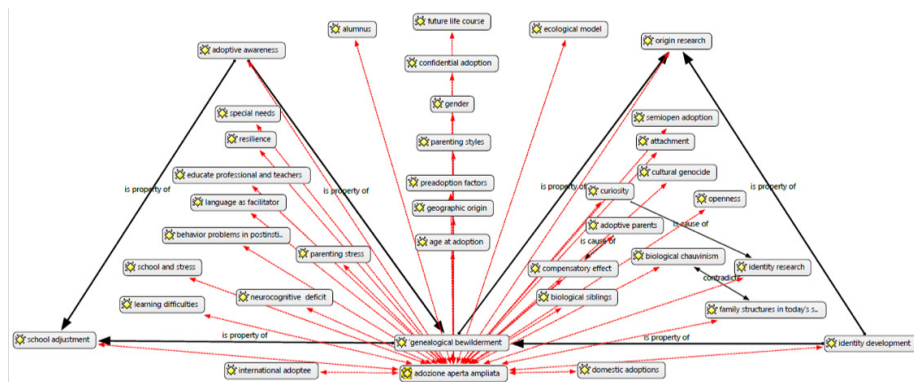 future life course
alumnus
ecological model
origin research
adoptive awareness
confidential adoption
gender
special needs
semiopen adoption
resilience
parenting styles
attachment
educate professional and teachers
cultural genocide
is property of
is property of
is property of
is property of
preadoption factors
curiosity
openness
language as facilitator
geographic origin
adoptive parents
is cause of
behavior problems in postinsti...
age at adoption
is cause of
parenting stress
biological chauvinism
school and stress
compensatory effect
identity research
contradicts
neurocognitive deficit
biological siblings
learning difficulties
family structures in today's s...
is property of
is property of
school adjustment
'genealogical bewilderment
identity development
international adoptee
adozione aperta ampliata
domestic adoptions